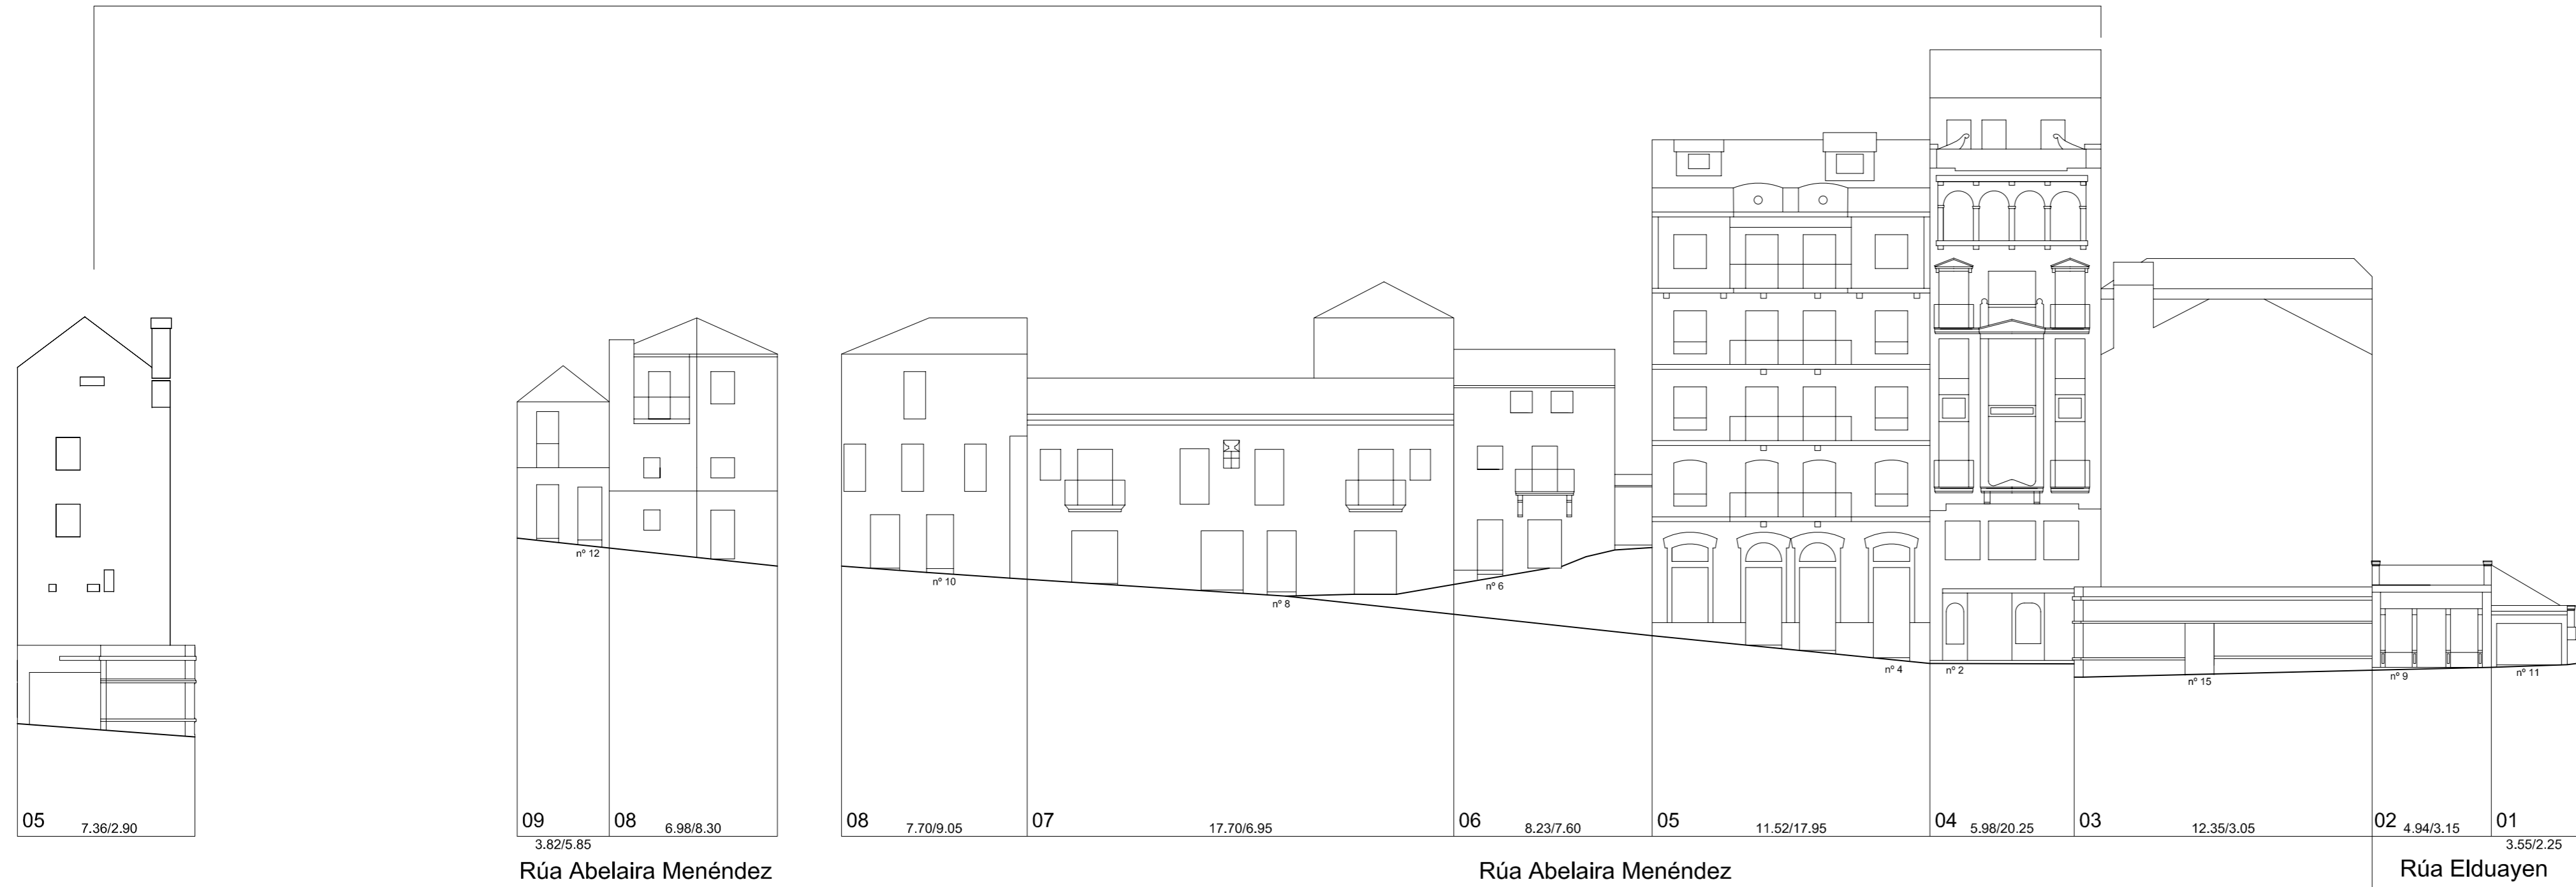 nº 12
nº 10
nº 8
nº 6
nº 4
nº 2
nº 15
nº 9
nº 11
05 7.36/2.90
09 3.82/5.85
08 6.98/8.30
08 7.70/9.05
07 17.70/6.95
06 8.23/7.60
05 11.52/17.95
04 5.98/20.25
03 12.35/3.05
02 4.94/3.15
01 3.55/2.25
Rúa Abelaira Menéndez
Rúa Abelaira Menéndez
Rúa Elduayen